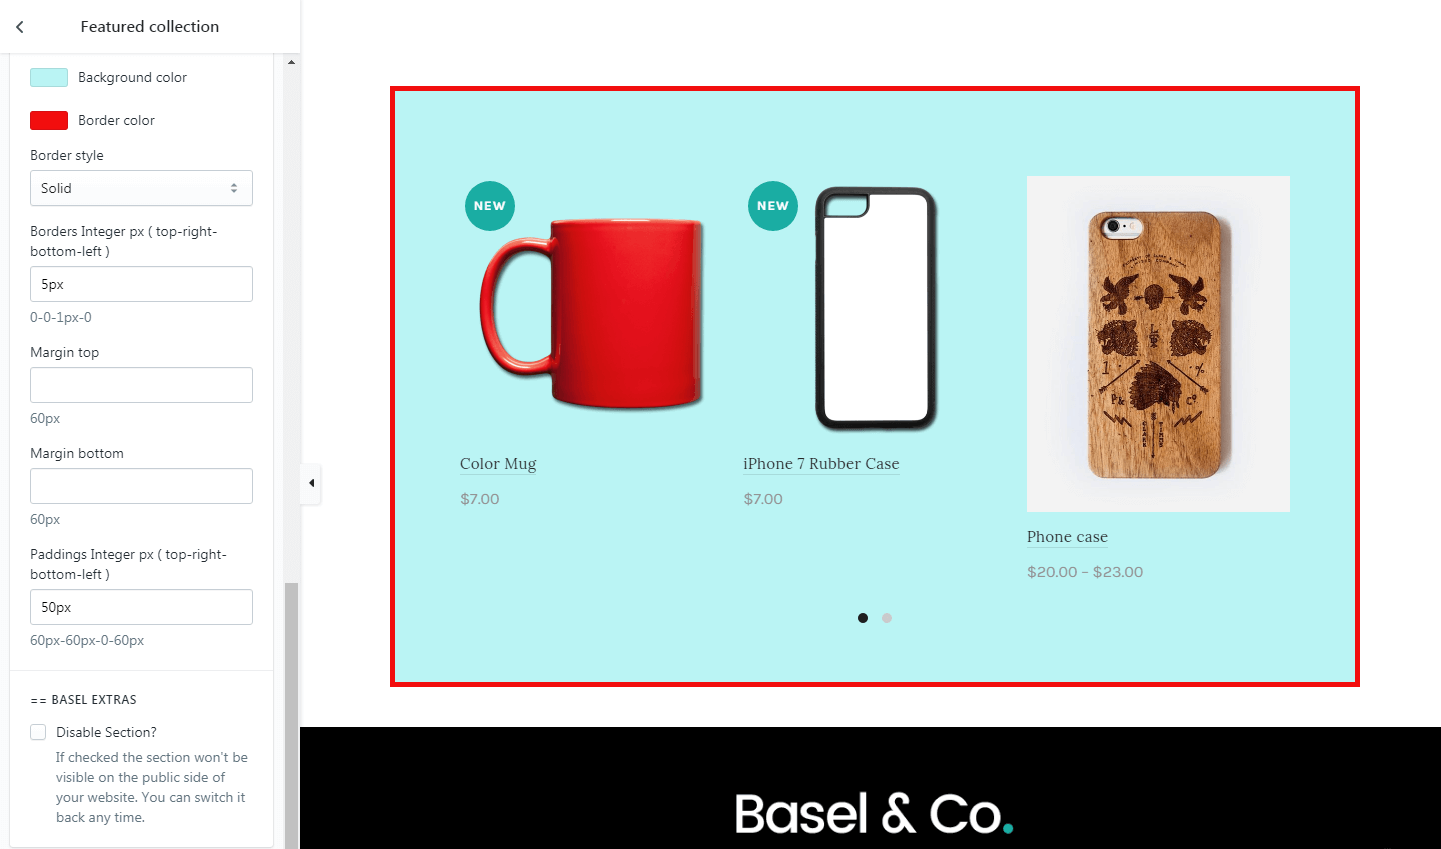 Featured collection
Background color
Border color
Border style
Solid
Borders Integer px ( top-right-
bottom-left )
5px
0-0-1px-0
Margin top
60px
Margin bottom
60px
Paddings Integer px ( top-right-
bottom-left )
50px
60px-60px-0-60px
== BASEL EXTRAS
Disable Section?
If checked the section won't be
visible on the public side of
your website. You can switch it
back any time.
NEW
Color Mug
$7.00
NEW
iPhone 7 Rubber Case
$7.00
Phone case
$20.00 – $23.00
Basel & Co.